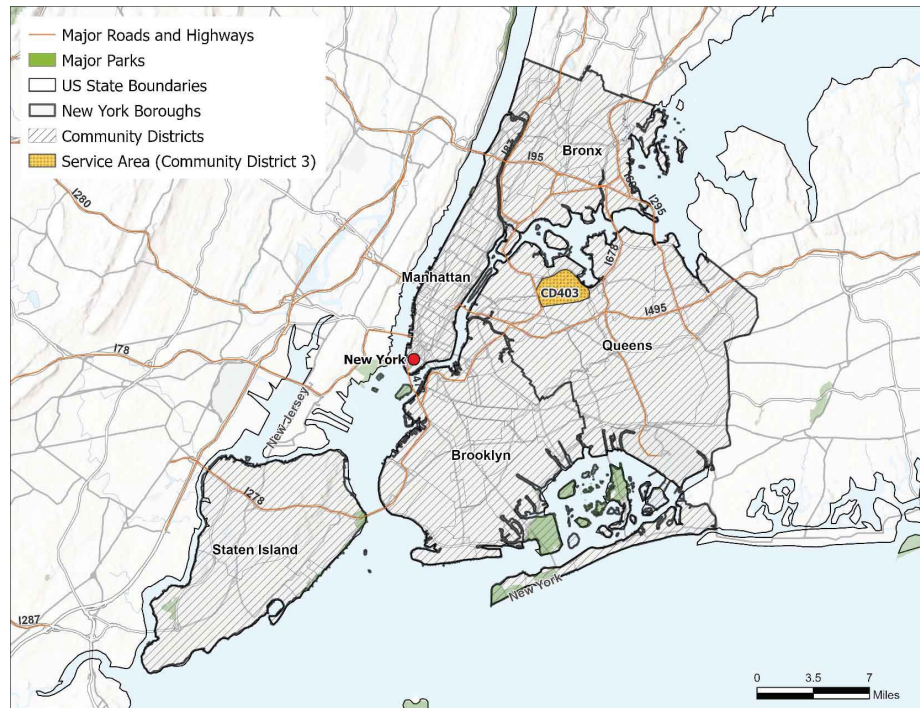 Major Roads and Highways
Major Parks
US State Boundaries
New York Boroughs
Community Districts
Service Area (Community District 3)
I87
I95
Bronx
I295
I280
I678
Manhattan
CD403
I495
I78
New York
Queens
New Jersey
Brooklyn
I278
Staten Island
New York
I287
0 3.5 7
Miles